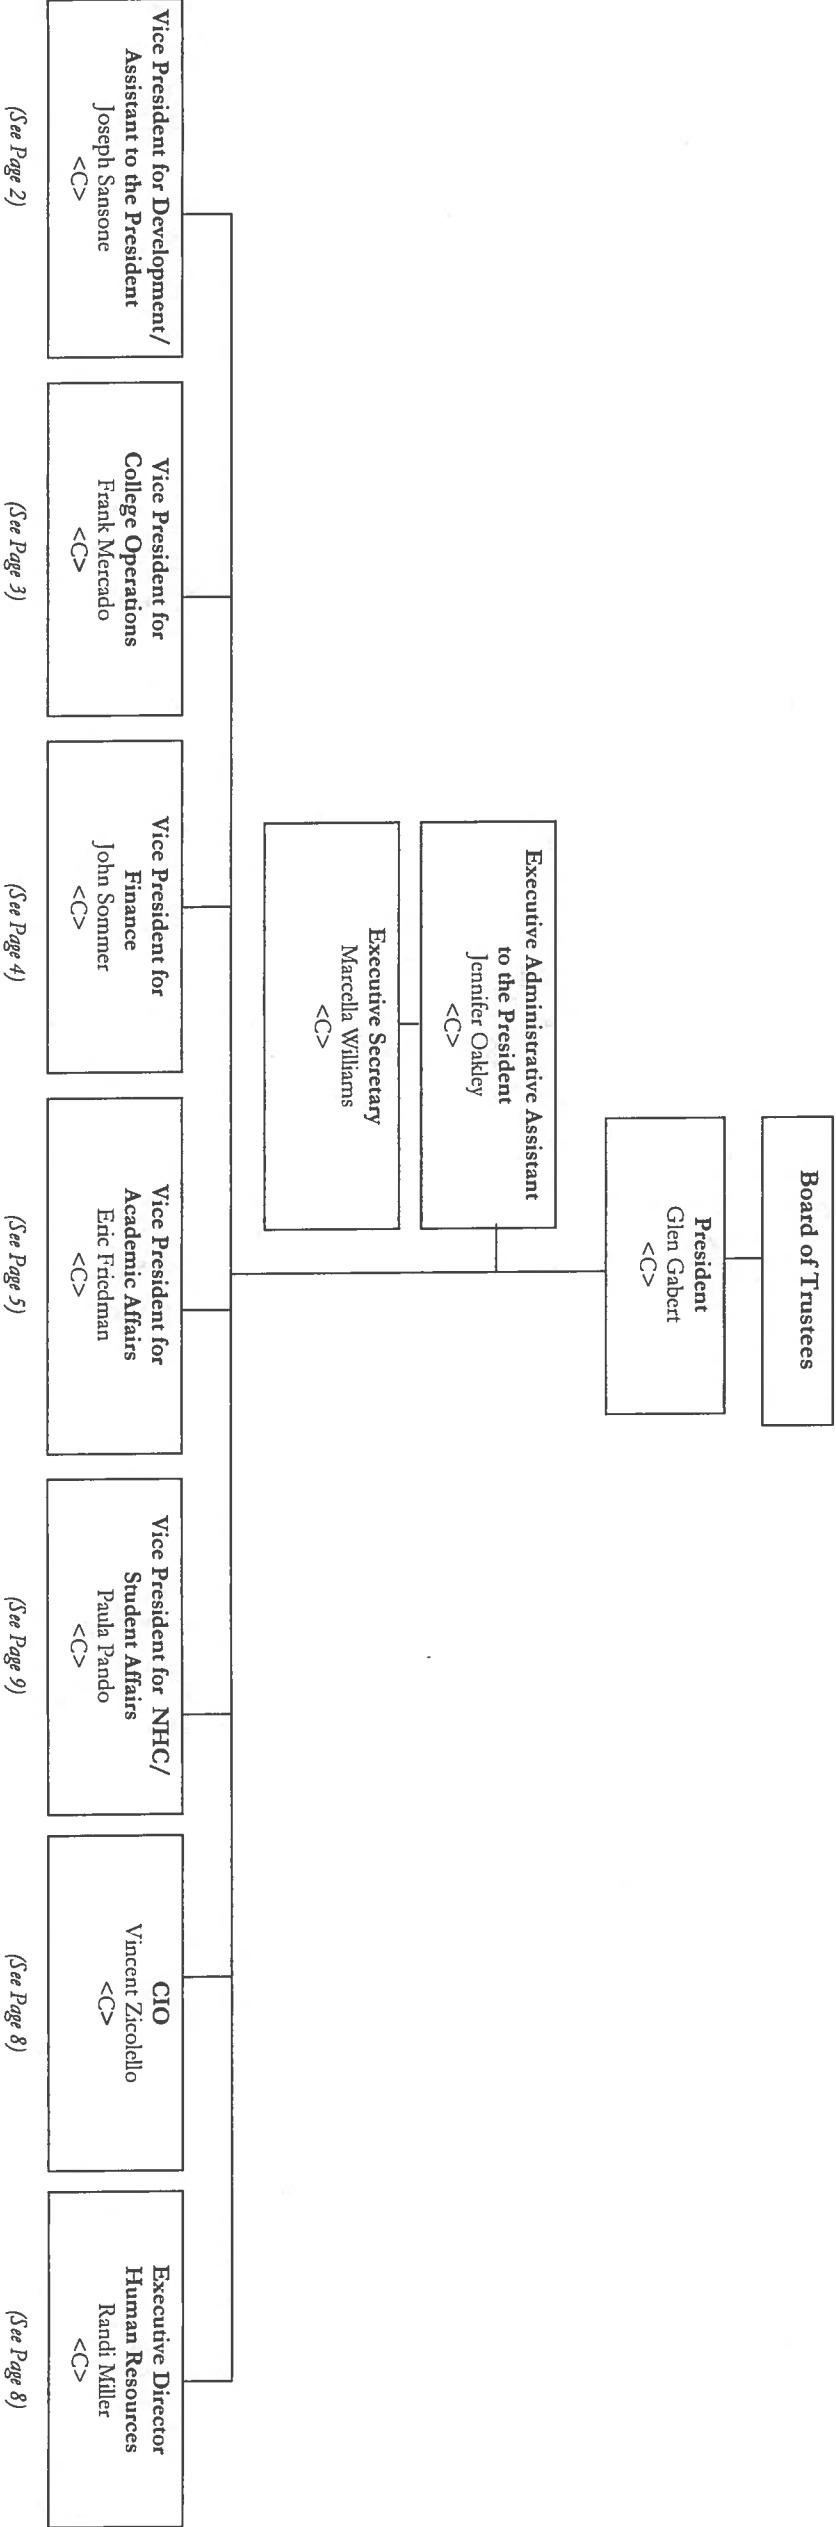 Board of Trustees
President
Glen Gabert
<C>
Executive Administrative Assistant
to the President
Jennifer Oakley
<C>
Executive Secretary
Marcella Williams
<C>
Vice President for Development/
Assistant to the President
Joseph Sansone
<C>
(See Page 2)
Vice President for
College Operations
Frank Mercado
<C>
(See Page 3)
Vice President for
Finance
John Sommer
<C>
(See Page 4)
Vice President for
Academic Affairs
Eric Friedman
<C>
(See Page 5)
Vice President for NHC/
Student Affairs
Paula Pando
<C>
(See Page 9)
CIO
Vincent Zicolello
<C>
(See Page 8)
Executive Director
Human Resources
Randi Miller
<C>
(See Page 8)